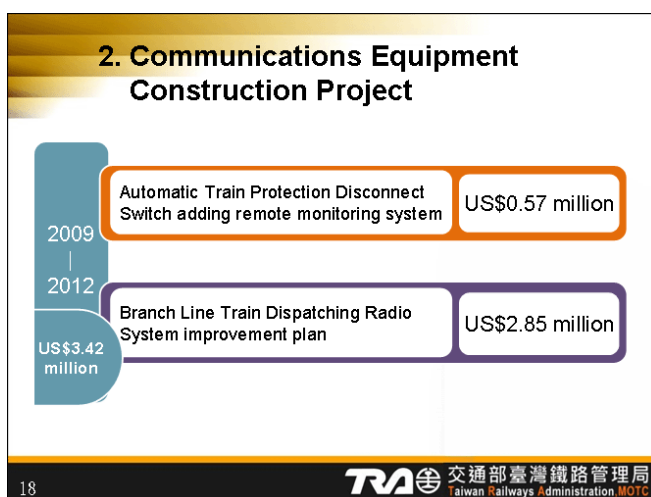 2. Communications Equipment
Construction Project
2009
|
2012
US$3.42
million
Automatic Train Protection Disconnect
Switch adding remote monitoring system
US$0.57 million
Branch Line Train Dispatching Radio
System improvement plan
US$2.85 million
18
TRA 交通部臺灣鐵路管理局
Taiwan Railways Administration.MOTC